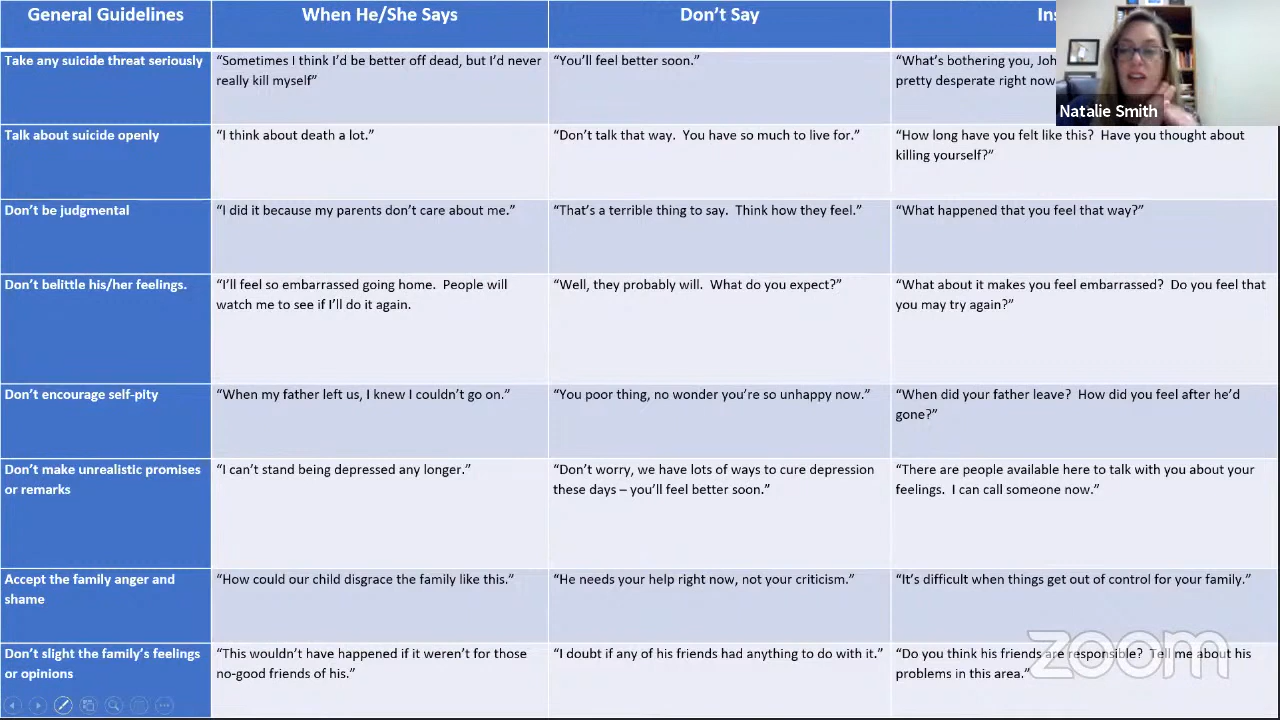 General Guidelines
When He/She Says
Don’t Say
Ins
Take any suicide threat seriously
“Sometimes I think I’d be better off dead, but I’d never
really kill myself”
“You’ll feel better soon.”
“What’s bothering you, Joh
pretty desperate right now
Natalie Smith
Talk about suicide openly
“I think about death a lot.”
“Don’t talk that way.  You have so much to live for.”
“How long have you felt like this?  Have you thought about
killing yourself?”
Don’t be judgmental
“I did it because my parents don’t care about me.”
“That’s a terrible thing to say.  Think how they feel.”
“What happened that you feel that way?”
Don’t belittle his/her feelings.
“I’ll feel so embarrassed going home.  People will
watch me to see if I’ll do it again.
“Well, they probably will.  What do you expect?”
“What about it makes you feel embarrassed?  Do you feel that
you may try again?”
Don’t encourage self-pity
“When my father left us, I knew I couldn’t go on.”
“You poor thing, no wonder you’re so unhappy now.”
“When did your father leave?  How did you feel after he’d
gone?”
Don’t make unrealistic promises
or remarks
“I can’t stand being depressed any longer.”
“Don’t worry, we have lots of ways to cure depression
these days – you’ll feel better soon.”
“There are people available here to talk with you about your
feelings.  I can call someone now.”
Accept the family anger and
shame
“How could our child disgrace the family like this.”
“He needs your help right now, not your criticism.”
“It’s difficult when things get out of control for your family.”
Don’t slight the family’s feelings
or opinions
“This wouldn’t have happened if it weren’t for those
no-good friends of his.”
“I doubt if any of his friends had anything to do with it.”
“Do you think his friends are responsible?  Tell me about his
problems in this area.”
zoom